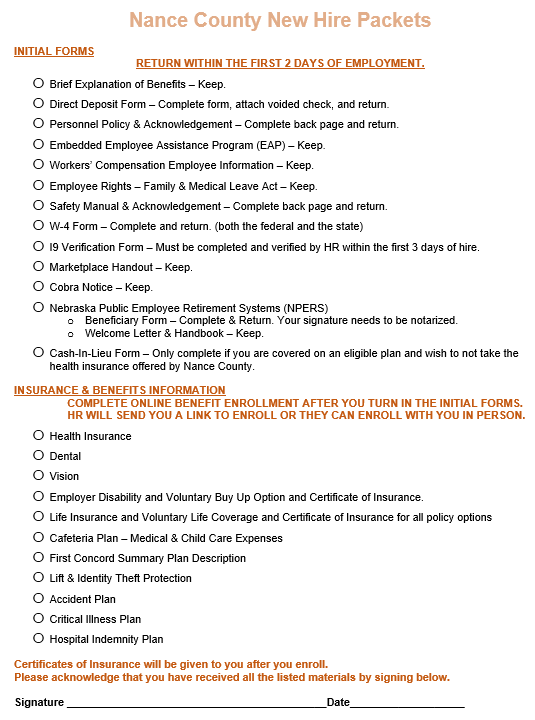 Nance County New Hire Packets
INITIAL FORMS
RETURN WITHIN THE FIRST 2 DAYS OF EMPLOYMENT.
Brief Explanation of Benefits – Keep.
Direct Deposit Form – Complete form, attach voided check, and return.
Personnel Policy & Acknowledgement – Complete back page and return.
Embedded Employee Assistance Program (EAP) – Keep.
Workers' Compensation Employee Information – Keep.
Employee Rights – Family & Medical Leave Act – Keep.
Safety Manual & Acknowledgement – Complete back page and return.
W-4 Form – Complete and return. (both the federal and the state)
I9 Verification Form – Must be completed and verified by HR within the first 3 days of hire.
Marketplace Handout – Keep.
Cobra Notice – Keep.
Nebraska Public Employee Retirement Systems (NPERS)
o Beneficiary Form – Complete & Return. Your signature needs to be notarized.
o Welcome Letter & Handbook – Keep.
Cash-In-Lieu Form – Only complete if you are covered on an eligible plan and wish to not take the
health insurance offered by Nance County.
INSURANCE & BENEFITS INFORMATION
COMPLETE ONLINE BENEFIT ENROLLMENT AFTER YOU TURN IN THE INITIAL FORMS.
HR WILL SEND YOU A LINK TO ENROLL OR THEY CAN ENROLL WITH YOU IN PERSON.
Health Insurance
Dental
Vision
Employer Disability and Voluntary Buy Up Option and Certificate of Insurance.
Life Insurance and Voluntary Life Coverage and Certificate of Insurance for all policy options
Cafeteria Plan – Medical & Child Care Expenses
First Concord Summary Plan Description
Lift & Identity Theft Protection
Accident Plan
Critical Illness Plan
Hospital Indemnity Plan
Certificates of Insurance will be given to you after you enroll.
Please acknowledge that you have received all the listed materials by signing below.
Signature __________________________________________Date___________________